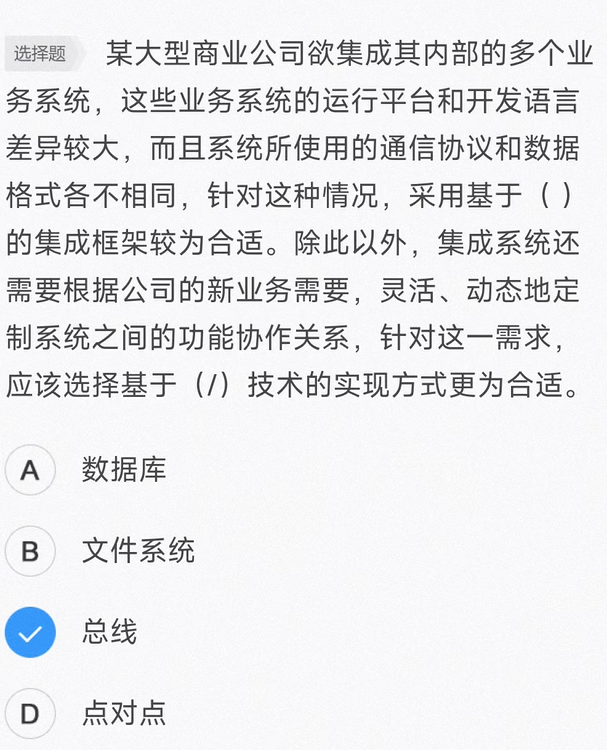 选择题 某大型商业公司欲集成其内部的多个业
务系统，这些业务系统的运行平台和开发语言
差异较大，而且系统所使用的通信协议和数据
格式各不相同，针对这种情况，采用基于（ ）
的集成框架较为合适。除此以外，集成系统还
需要根据公司的新业务需要，灵活、动态地定
制系统之间的功能协作关系，针对这一需求，
应该选择基于（/）技术的实现方式更为合适。
A 数据库
B 文件系统
总线
D 点对点